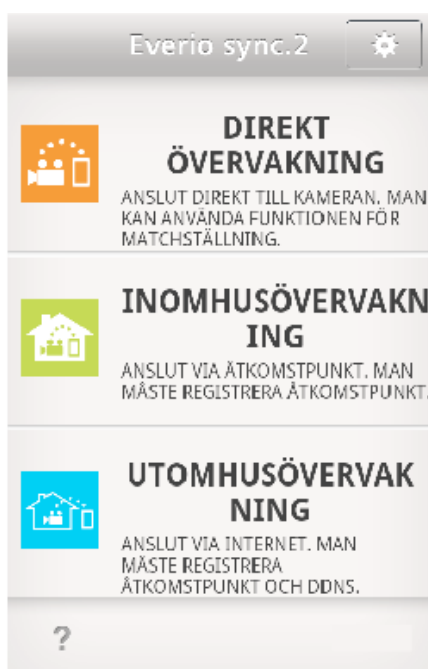 Everio sync.2
DIREKT
ÖVERVAKNING
ANSLUT DIREKT TILL KAMERAN. MAN
KAN ANVÄNDA FUNKTIONEN FÖR
MATCHSTÄLLNING.
INOMHUSÖVERVAKN
ING
ANSLUT VIA ÅTKOMSTPUNKT. MAN
MÅSTE REGISTRERA ÅTKOMSTPUNKT.
UTOMHUSÖVERVAK
NING
ANSLUT VIA INTERNET. MAN
MÅSTE REGISTRERA
ÅTKOMSTPUNKT OCH DDNS.
?